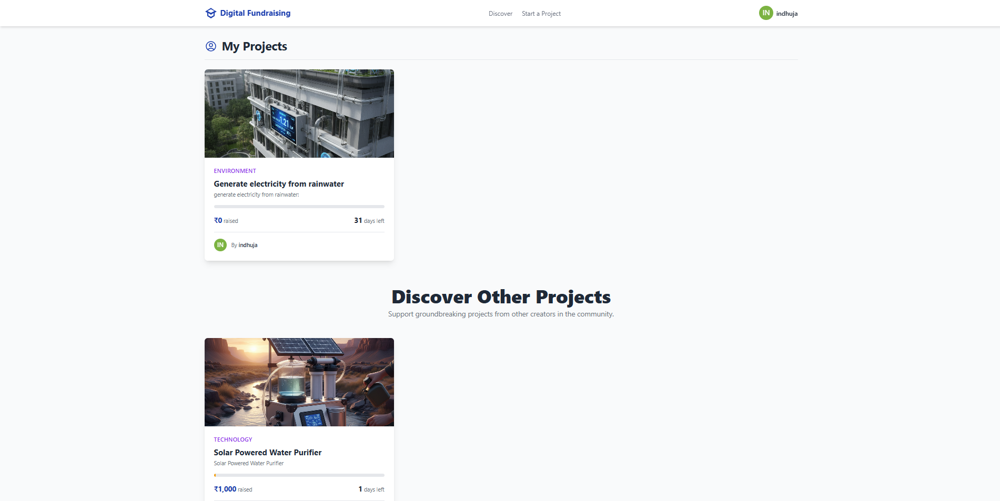 Digital Fundraising
Discover
Start a Project
IN
indhuja
My Projects
1.21
ENVIRONMENT
Generate electricity from rainwater
generate electricity from rainwater:
₹0 raised
31 days left
IN
By indhuja
Discover Other Projects
Support groundbreaking projects from other creators in the community.
TECHNOLOGY
Solar Powered Water Purifier
Solar Powered Water Purifier
₹1,000 raised
1 days left